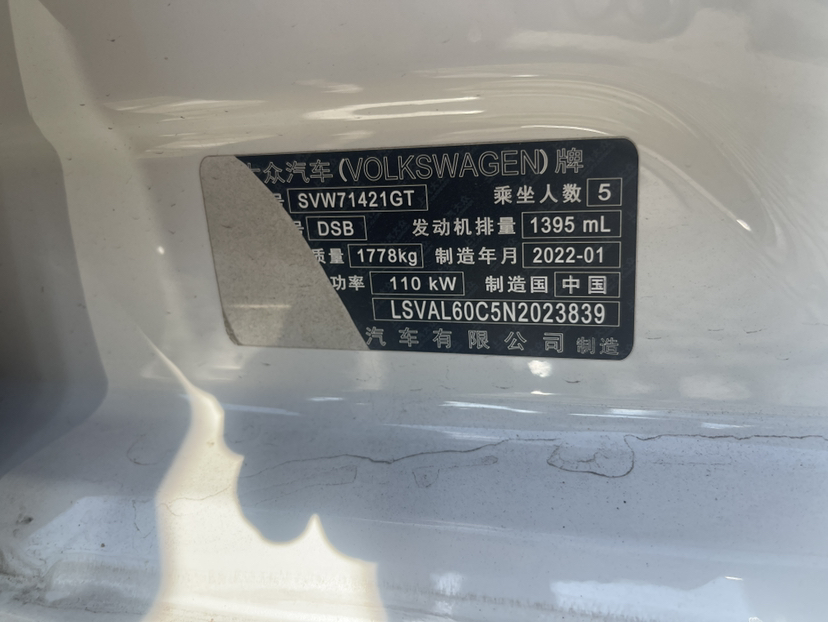 众汽车(VOLKSWAGEN)牌
SVW71421GT 乘坐人数 5
DSB 发动机排量 1395 mL
质量 1778kg 制造年月 2022-01
功率 110 kW 制造国 中国
LSVAL60C5N2023839
汽车有限公司 制造